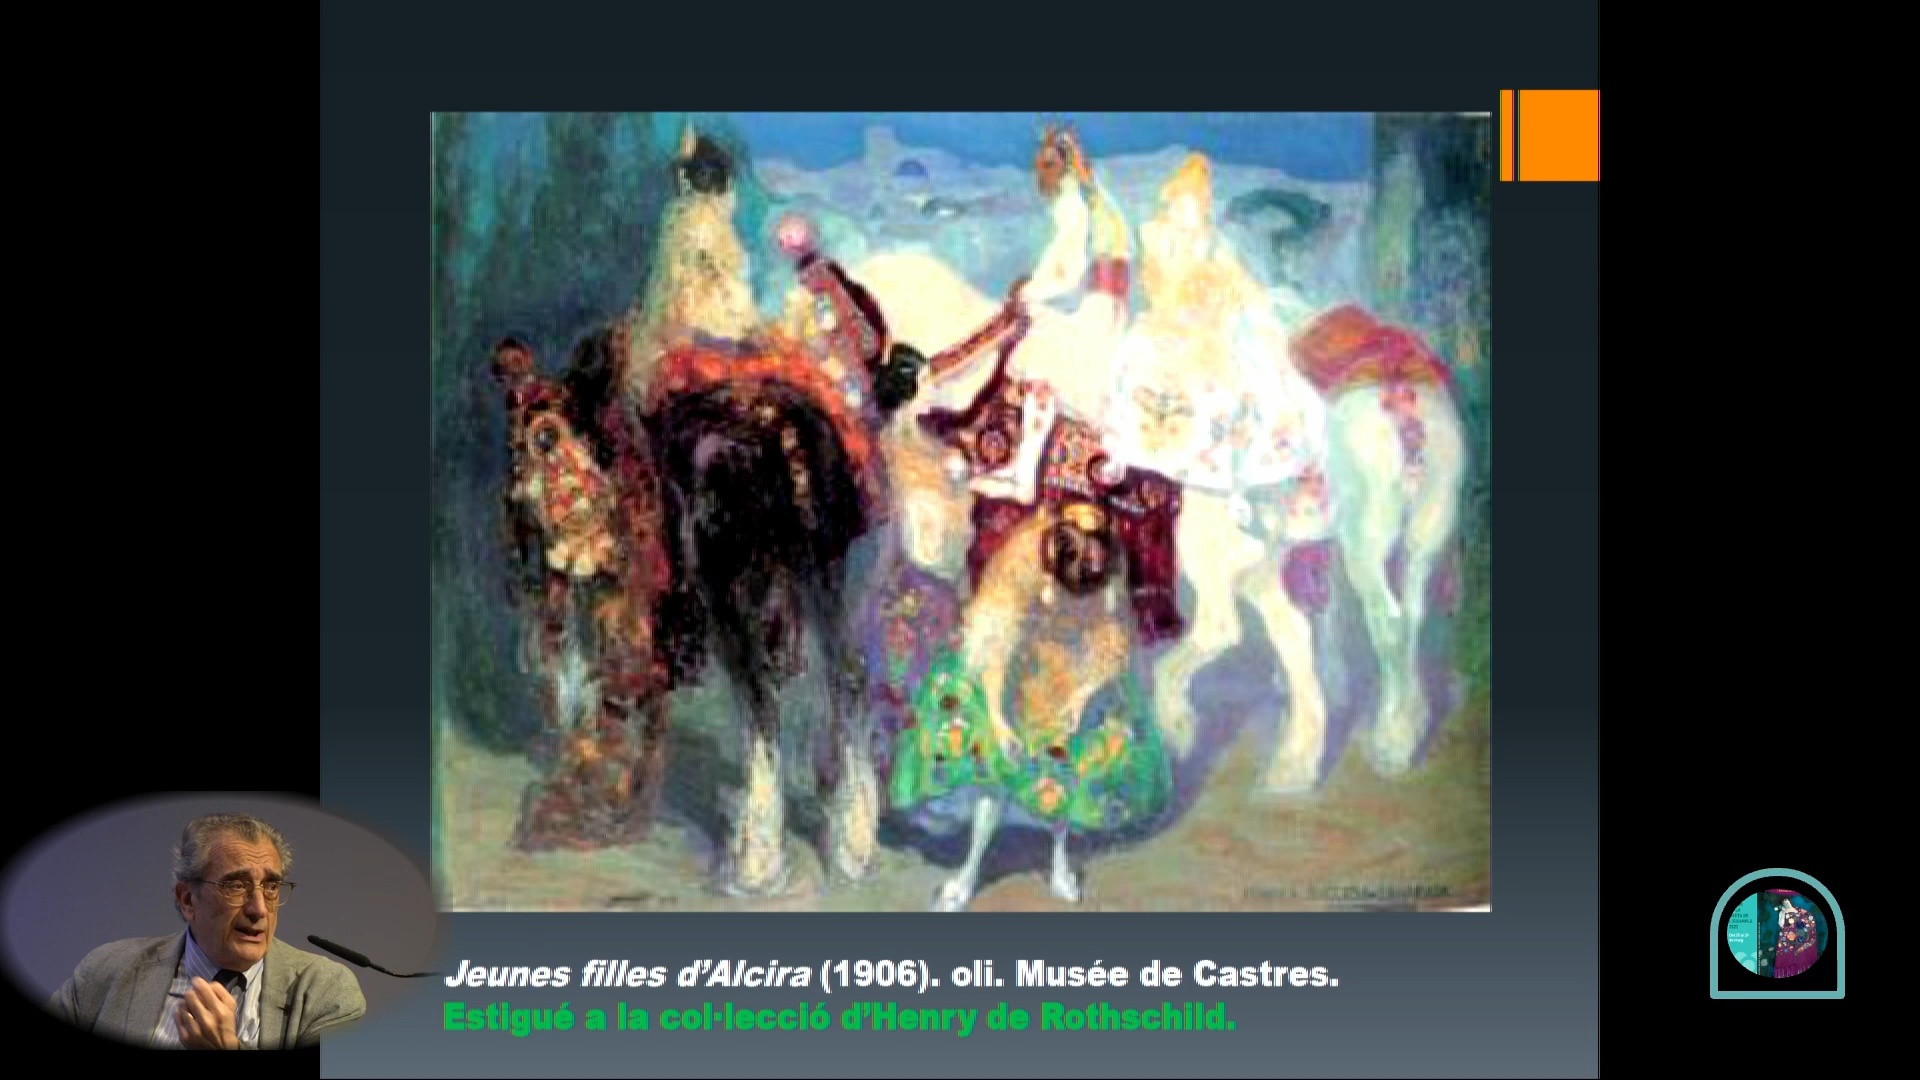 Jeunes filles d'Alcira (1906). oli. Musée de Castres.
Estigué a la col·lecció d'Henry de Rothschild.